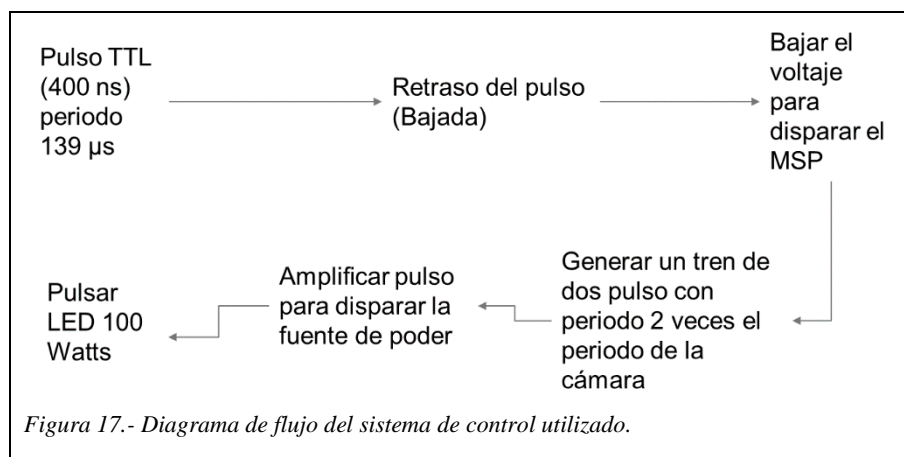 Pulso TTL
(400 ns)
periodo
139 µs
Retraso del pulso
(Bajada)
Bajar el
voltaje
para
disparar el
MSP
Generar un tren de
dos pulso con
periodo 2 veces el
periodo de la
cámara
Amplificar pulso
para disparar la
fuente de poder
Pulsar
LED 100
Watts
Figura 17.- Diagrama de flujo del sistema de control utilizado.